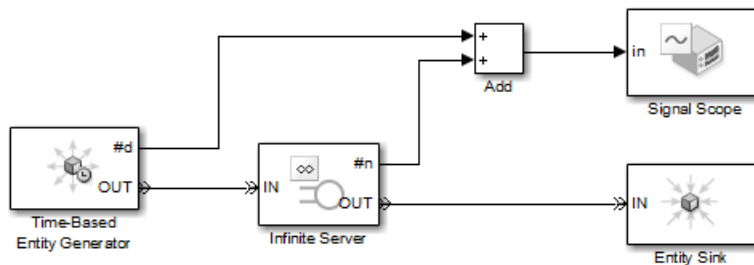 +
+
Add
in
Signal Scope
#d
OUT
Time-Based
Entity Generator
∞
IN
#n
OUT
Infinite Server
IN
Entity Sink